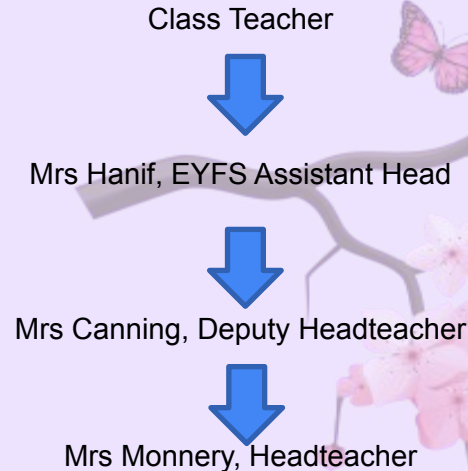 Class Teacher
Mrs Hanif, EYFS Assistant Head
Mrs Canning, Deputy Headteacher
Mrs Monnery, Headteacher